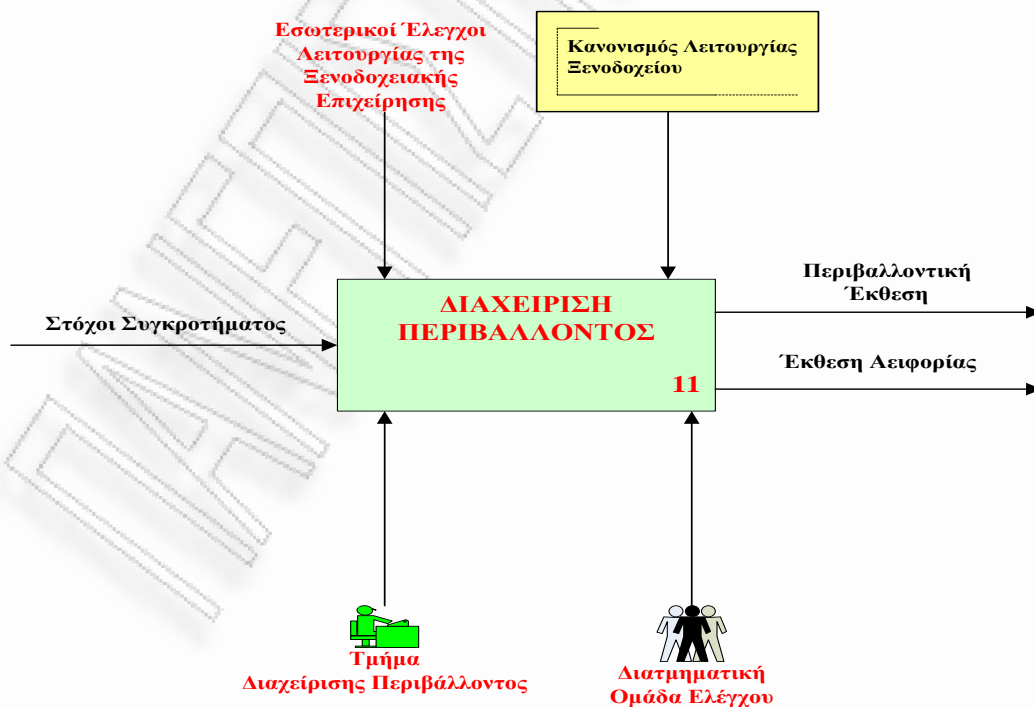 Εσωτερικοί Έλεγχοι
Λειτουργίας της
Ξενοδοχειακής
Επιχείρησης
Κανονισμός Λειτουργίας
Ξενοδοχείου
Στόχοι Συγκροτήματος
ΔΙΑΧΕΙΡΙΣΗ
ΠΕΡΙΒΑΛΛΟΝΤΟΣ
11
Περιβαλλοντική
Έκθεση
Έκθεση Αειφορίας
Τμήμα
Διαχείρισης Περιβάλλοντος
Διατμηματική
Ομάδα Ελέγχου